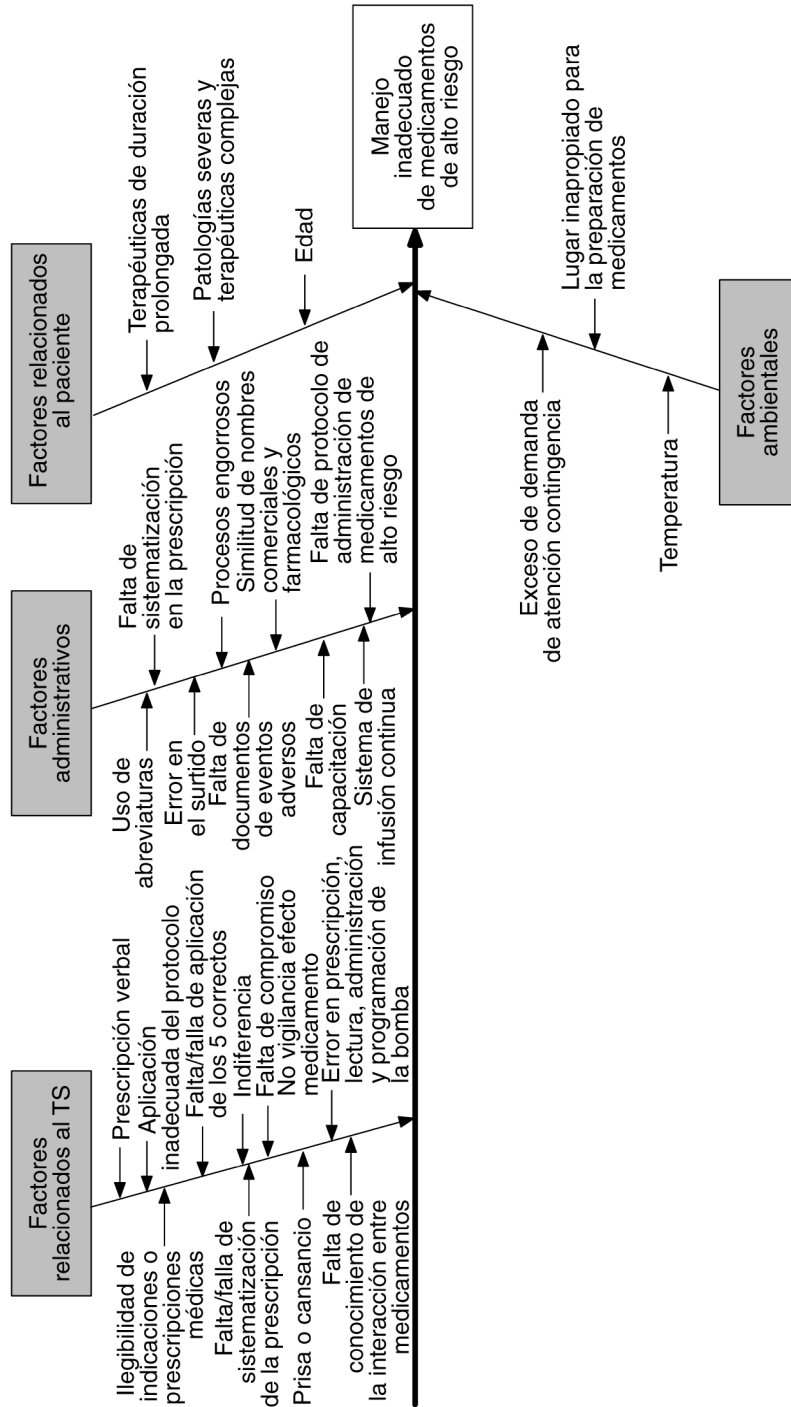 Factores
relacionados al TS
Ilegibilidad de
indicaciones o
prescripciones
médicas
Falta/falla de
sistematización
de la prescripción
Prisa o cansancio
Falta de
conocimiento de
la interacción entre
medicamentos
Prescripción verbal
Aplicación
inadecuada del protocolo
Falta/falla de aplicación
de los 5 correctos
Indiferencia
Falta de compromiso
No vigilancia efecto
medicamento
Error en prescripción,
lectura, administración
y programación de
la bomba
Factores
administrativos
Uso de
abreviaturas
Error en
el surtido
Falta de
documentos
de eventos
adversos
Falta de
capacitación
Sistema de
infusión continua
Falta de
sistematización
en la prescripción
Procesos engorrosos
Similitud de nombres
comerciales y
farmacológicos
Falta de protocolo de
administración de
medicamentos de
alto riesgo
Factores relacionados
al paciente
Terapéuticas de duración
prolongada
Patologías severas y
terapéuticas complejas
Edad
Manejo
inadecuado
de medicamentos
de alto riesgo
Exceso de demanda
de atención contingencia
Temperatura
Lugar inapropiado para
la preparación de
medicamentos
Factores
ambientales